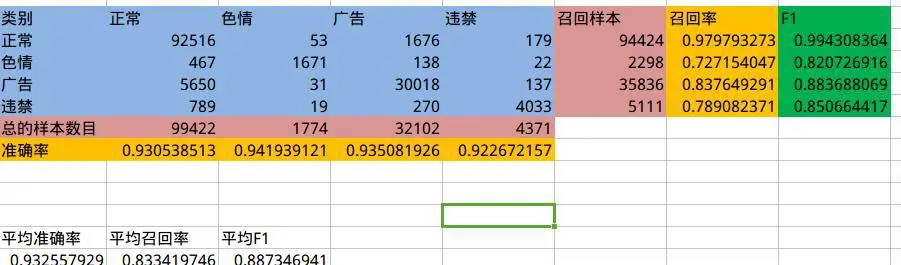 类别 正常 色情 广告 违禁 召回样本 召回率 F1
正常 92516 53 1676 179 94424 0.979793273 0.994308364
色情 467 1671 138 22 2298 0.727154047 0.820726916
广告 5650 31 30018 137 35836 0.837649291 0.883688069
违禁 789 19 270 4033 5111 0.789082371 0.850664417
总的样本数目 99422 1774 32102 4371
准确率 0.930538513 0.941939121 0.935081926 0.922672157
平均准确率 平均召回率 平均F1
0.932557929 0.833419746 0.887346941